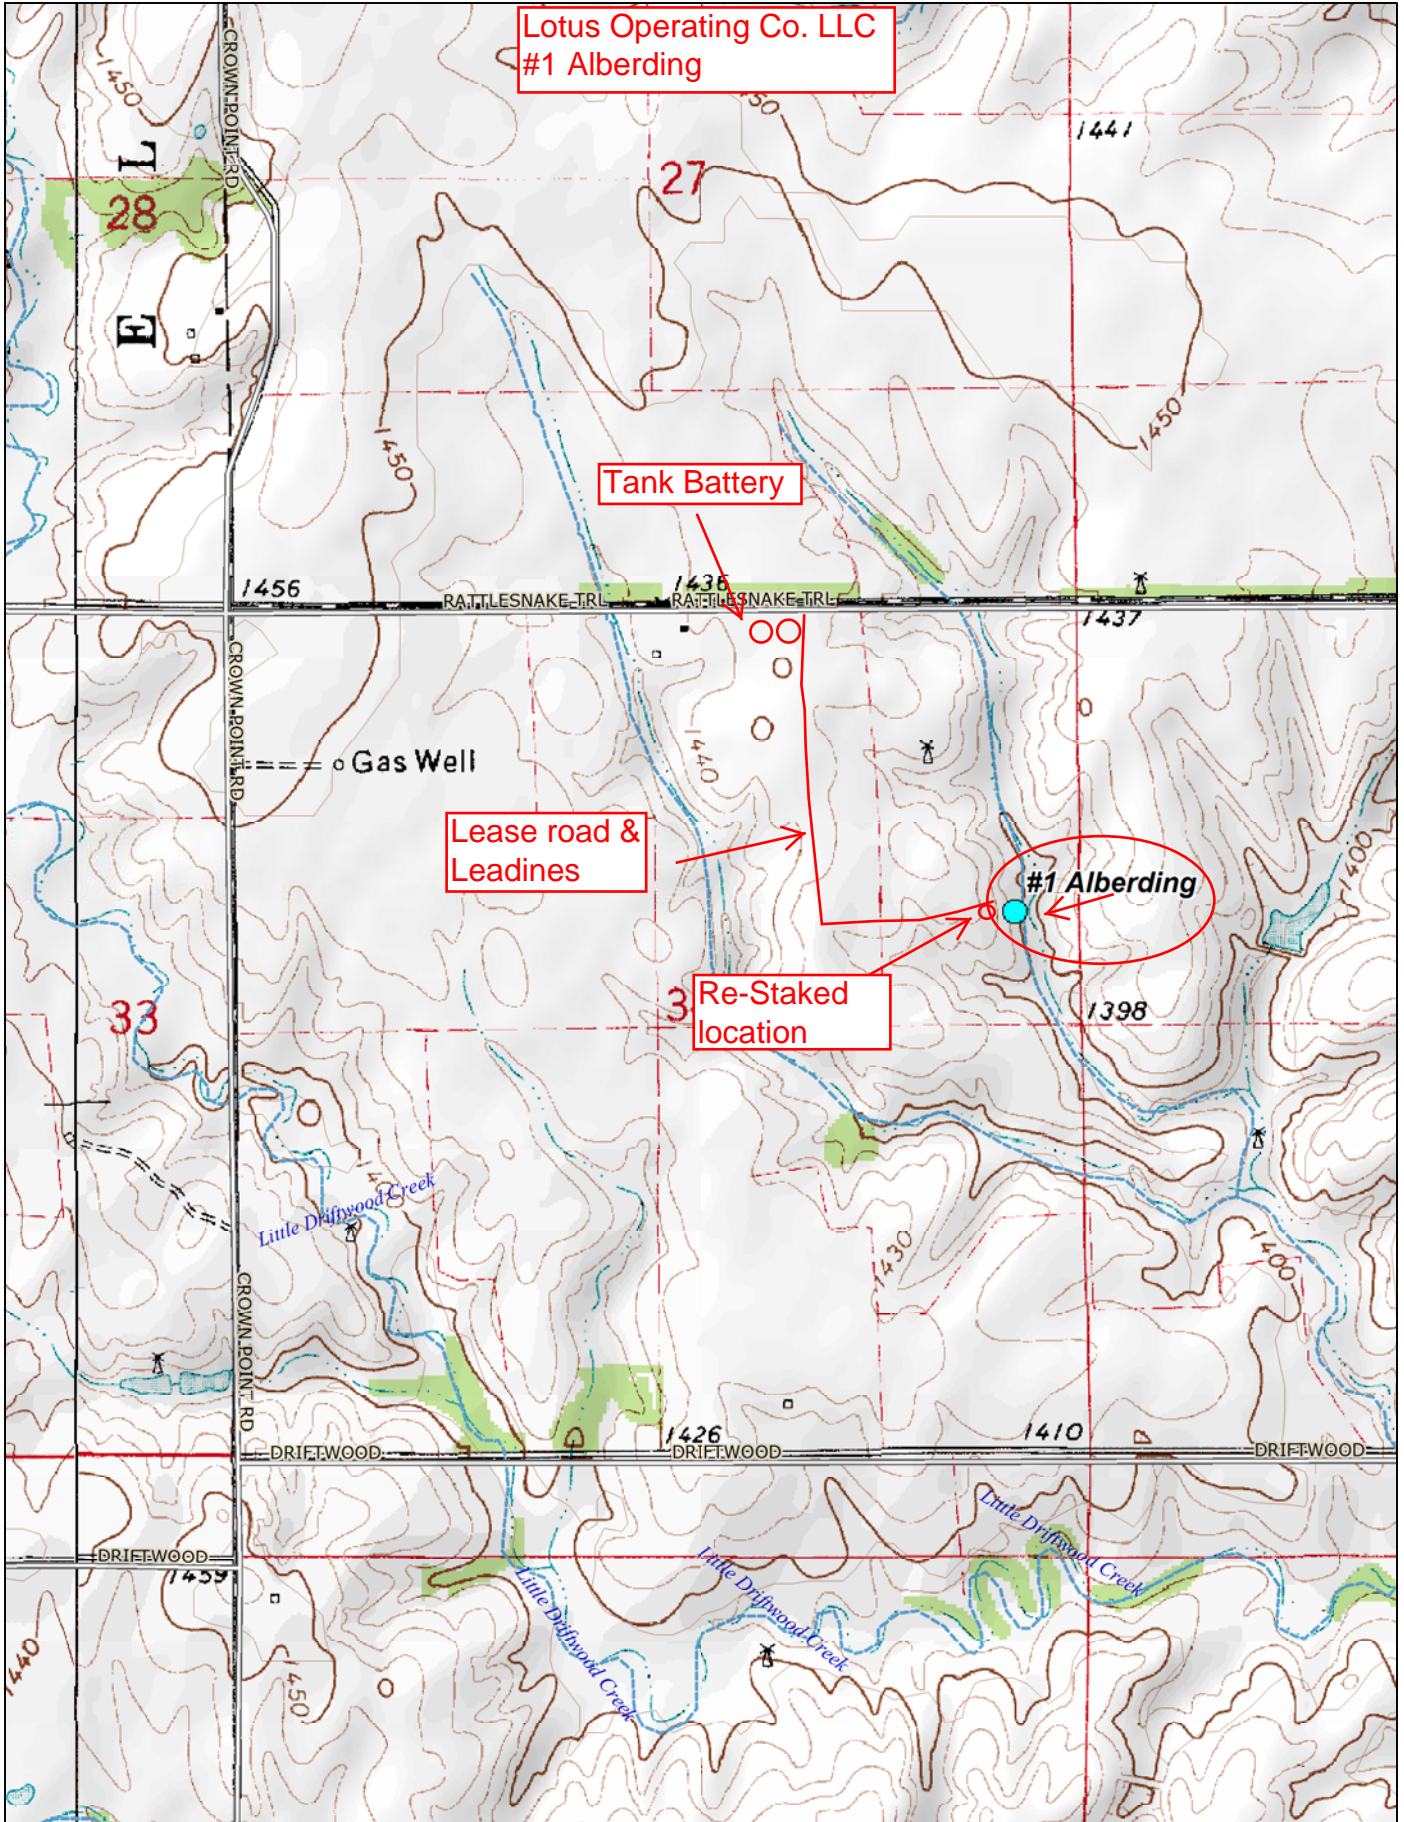 Lotus Operating Co. LLC
#1 Alberding
CROWN POINT RD
1450
1441
L
27
28
E
1450
1450
Tank Battery
1456
1436
RATTLESNAKE TRL
RATTLESNAKE TRL
1437
CROWN POINT RD
1440
Gas Well
Lease road &
Leadines
#1 Alberding
1400
33
Re-Staked
location
1398
Little Driftwood Creek
1430
1400
CROWN POINT RD
1426
1410
DRIFTWOOD
DRIFTWOOD
DRIFTWOOD
DRIFTWOOD
1459
Little Driftwood Creek
Little Driftwood Creek
Little Driftwood Creek
1440
1450